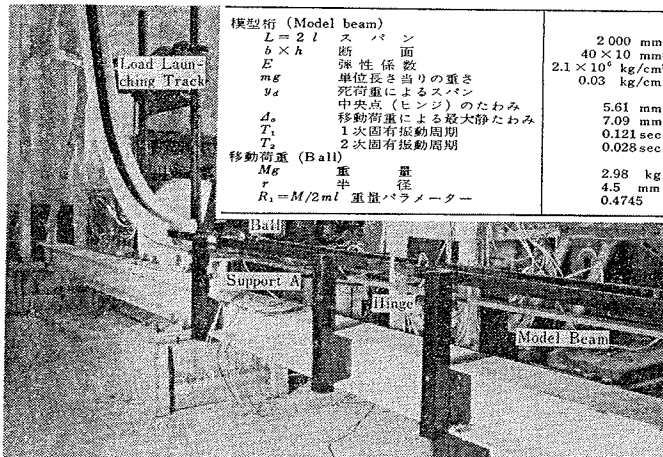 模型桁 (Model beam)
L=2l スパン 2000 mm
b×h 断面 40×10 mm
E 弾性係数 2.1×10⁶ kg/cm
mg 単位長さ当りの重さ 0.03 kg/cm
y_d 死荷重によるスパン
中央点(ヒンジ)のたわみ 5.61 mm
Δ₀ 移動荷重による最大静たわみ 7.09 mm
T₁ 1次固有振動周期 0.121 sec
T₂ 2次固有振動周期 0.028 sec
移動荷重 (Ball)
Mg 重量 2.98 kg
r 半径 4.5 mm
R₁=M/2ml 重量パラメーター 0.4745
Load Laun-
ching Track
Ball
Support A
Hinge
Model Beam